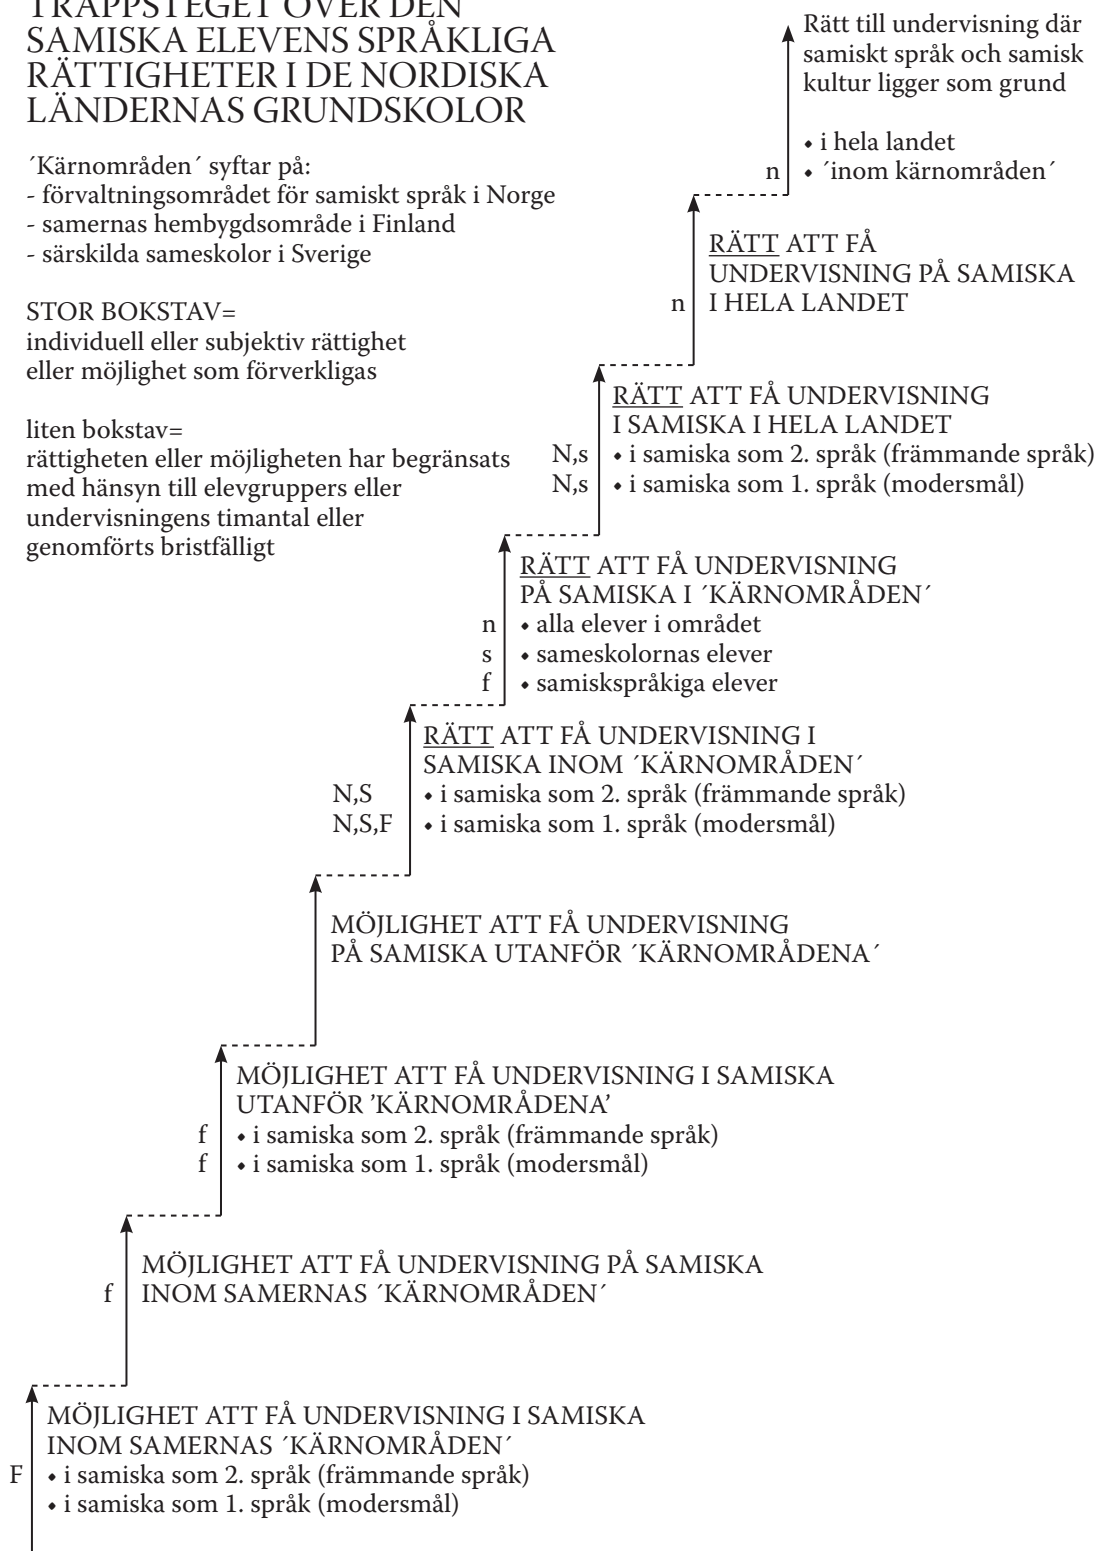 TRAPPSTEGET ÖVER DEN
SAMISKA ELEVENS SPRÅKLIGA
RÄTTIGHETER I DE NORDISKA
LÄNDERNAS GRUNDSKOLOR
´Kärnområden´ syftar på:
- förvaltningsområdet för samiskt språk i Norge
- samernas hembygdsområde i Finland
- särskilda sameskolor i Sverige
STOR BOKSTAV=
individuell eller subjektiv rättighet
eller möjlighet som förverkligas
liten bokstav=
rättigheten eller möjligheten har begränsats
med hänsyn till elevgruppers eller
undervisningens timantal eller
genomförts bristfälligt
Rätt till undervisning där
samiskt språk och samisk
kultur ligger som grund
• i hela landet
n • ´inom kärnområden´
RÄTT ATT FÅ
UNDERVISNING PÅ SAMISKA
n I HELA LANDET
RÄTT ATT FÅ UNDERVISNING
I SAMISKA I HELA LANDET
N,s • i samiska som 2. språk (främmande språk)
N,s • i samiska som 1. språk (modersmål)
RÄTT ATT FÅ UNDERVISNING
PÅ SAMISKA I ´KÄRNOMRÅDEN´
n • alla elever i området
s • sameskolornas elever
f • samiskspråkiga elever
RÄTT ATT FÅ UNDERVISNING I
SAMISKA INOM ´KÄRNOMRÅDEN´
N,S • i samiska som 2. språk (främmande språk)
N,S,F • i samiska som 1. språk (modersmål)
MÖJLIGHET ATT FÅ UNDERVISNING
PÅ SAMISKA UTANFÖR ´KÄRNOMRÅDENA´
MÖJLIGHET ATT FÅ UNDERVISNING I SAMISKA
UTANFÖR ’KÄRNOMRÅDENA’
f • i samiska som 2. språk (främmande språk)
f • i samiska som 1. språk (modersmål)
MÖJLIGHET ATT FÅ UNDERVISNING PÅ SAMISKA
f INOM SAMERNAS ´KÄRNOMRÅDEN´
MÖJLIGHET ATT FÅ UNDERVISNING I SAMISKA
INOM SAMERNAS ´KÄRNOMRÅDEN´
F • i samiska som 2. språk (främmande språk)
• i samiska som 1. språk (modersmål)